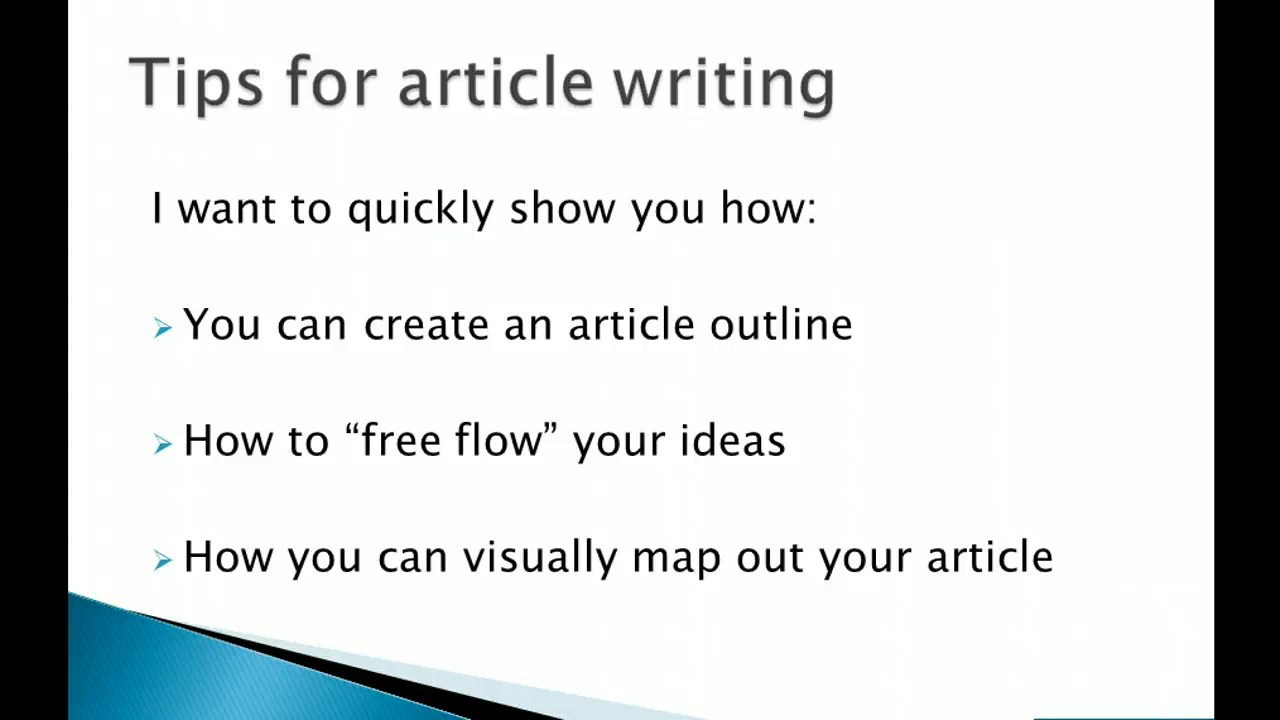 Tips for article writing
I want to quickly show you how:
You can create an article outline
How to “free flow” your ideas
How you can visually map out your article